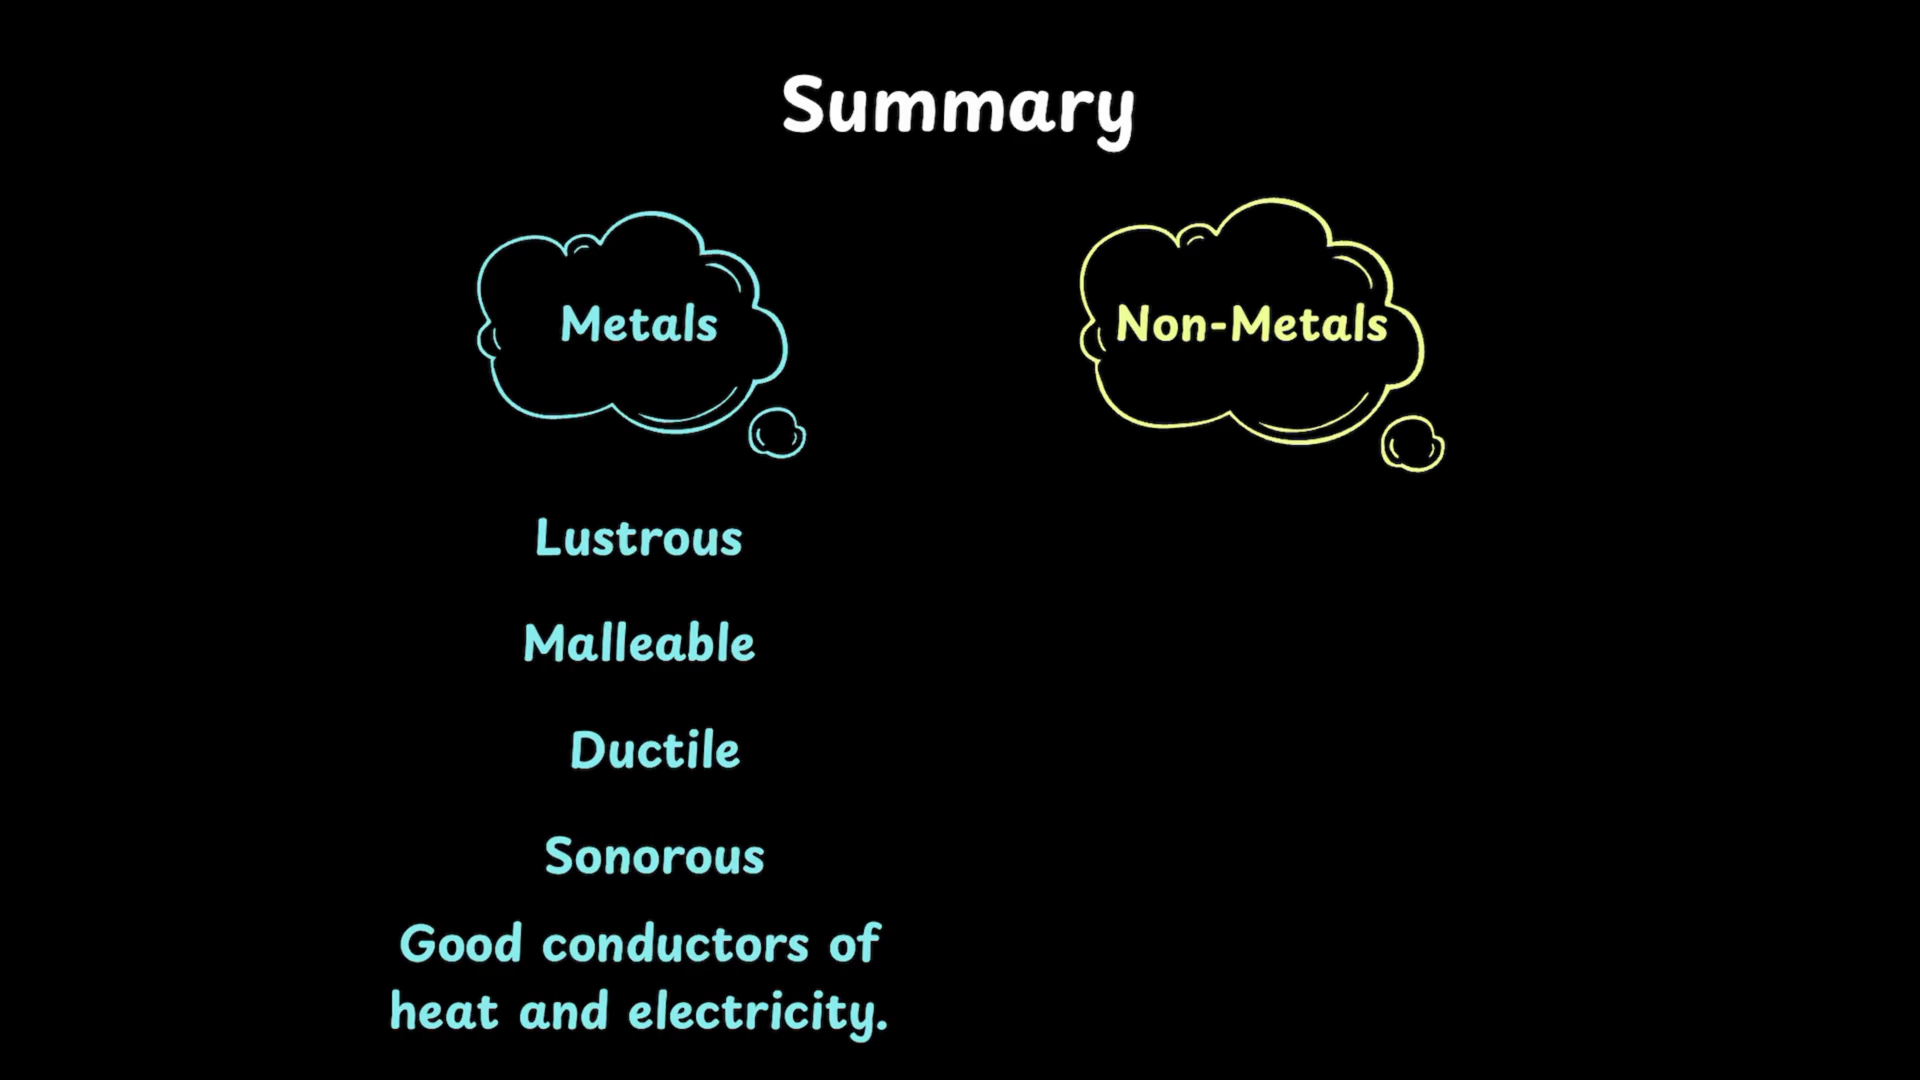 Summary
Metals
Non-Metals
Lustrous
Malleable
Ductile
Sonorous
Good conductors of
heat and electricity.